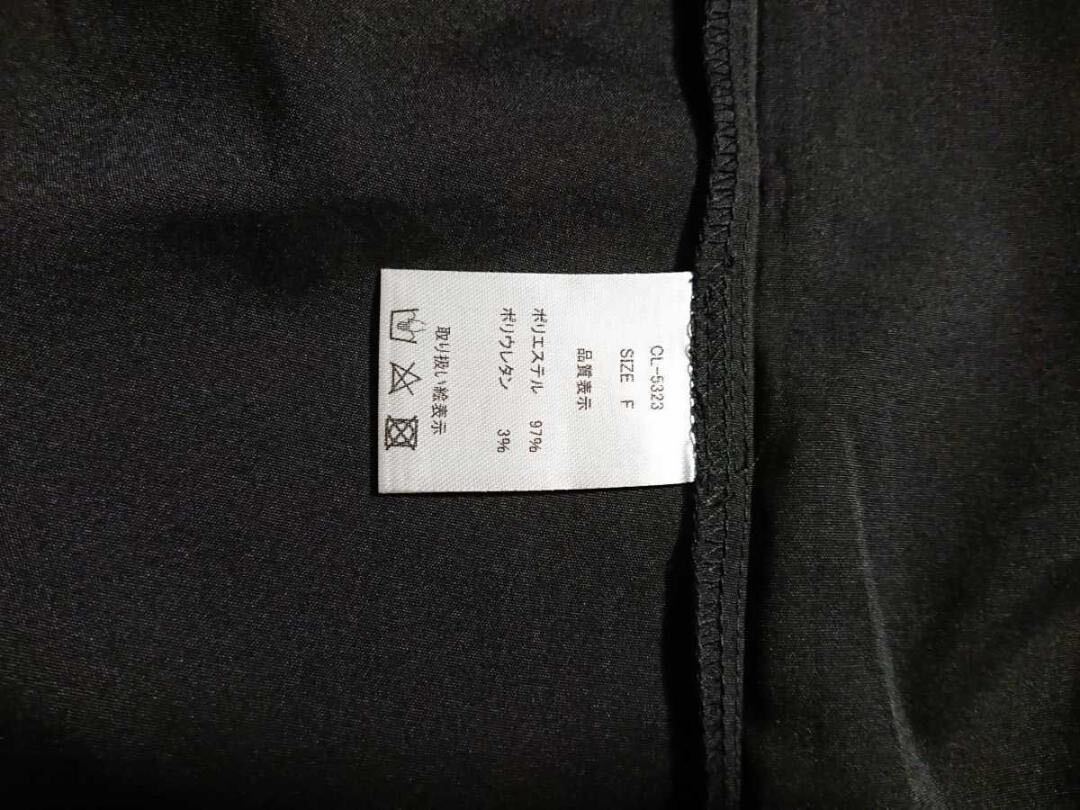 CL-5323
SIZE F
品質表示
ポリエステル 97%
ポリウレタン 3%
取り扱い絵表示